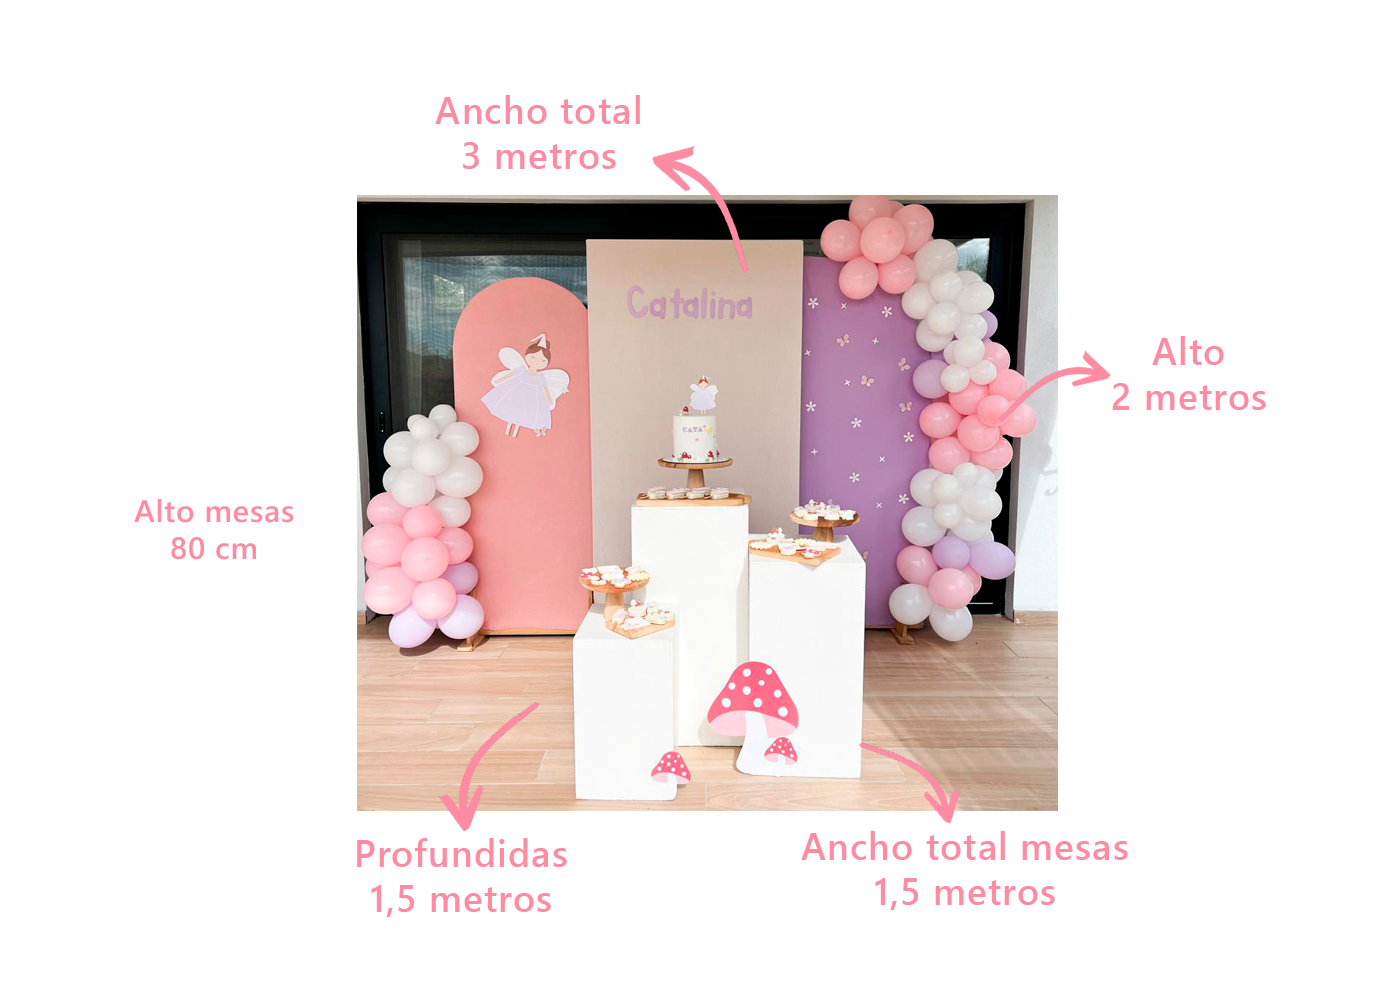 Ancho total
3 metros
Catalina
CATA
Alto
2 metros
Alto mesas
80 cm
Profundidas
1,5 metros
Ancho total mesas
1,5 metros